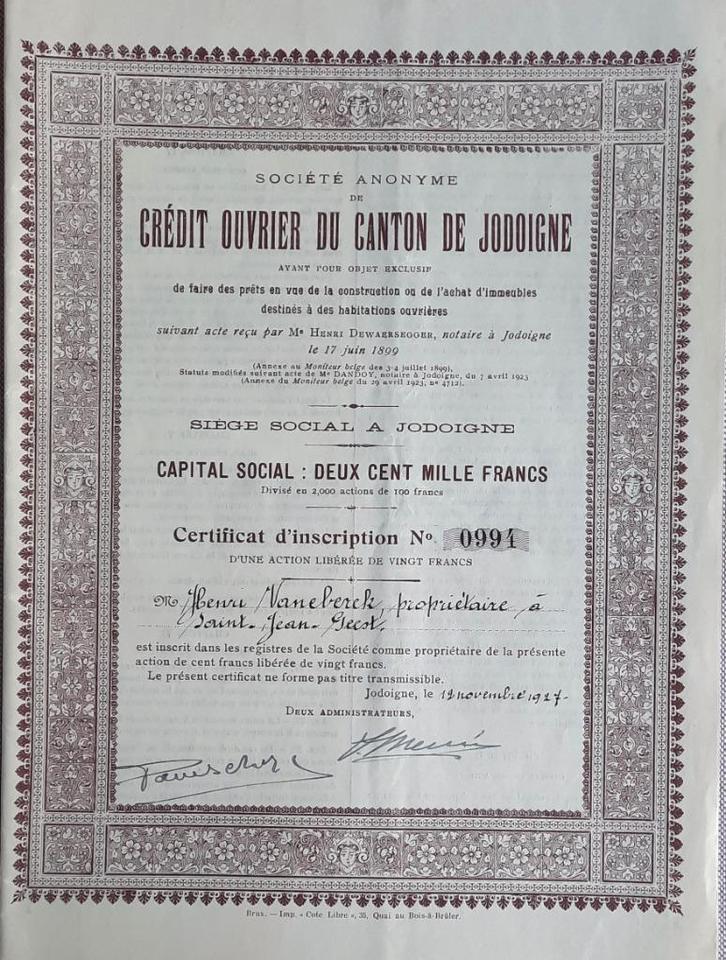 SOCIÉTÉ ANONYME
DE
CRÉDIT OUVRIER DU CANTON DE JODOIGNE
AYANT POUR OBJET EXCLUSIF
de faire des prêts en vue de la construction ou de l'achat d'immeubles
destinés à des habitations ouvrières
suivant acte reçu par Me HENRI DEWAERSEGGER, notaire à Jodoigne
le 17 juin 1899
(Annexe au Moniteur belge des 3-4 juillet 1899),
Statuts modifiés suivant acte de Me DANDOY, notaire à Jodoigne, du 7 avril 1923
(Annexe du Moniteur belge du 29 avril 1923, no 4712).
SIÈGE SOCIAL A JODOIGNE
CAPITAL SOCIAL : DEUX CENT MILLE FRANCS
Divisé en 2,000 actions de 100 francs
Certificat d'inscription No 0994
D'UNE ACTION LIBÉRÉE DE VINGT FRANCS
M Henri Vaneberck, propriétaire, à
Saint-Jean-Geest.
est inscrit dans les registres de la Société comme propriétaire de la présente
action de cent francs libérée de vingt francs.
Le présent certificat ne forme pas titre transmissible.
Jodoigne, le 12 novembre 1927.
DEUX ADMINISTRATEURS,
Brux. — Imp. « Cote Libre », 35, Quai au Bois-à-Brûler.